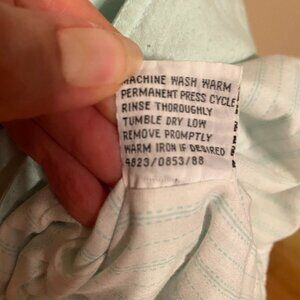 MACHINE WASH WARM
PERMANENT PRESS CYCLE
RINSE THOROUGHLY
TUMBLE DRY LOW
REMOVE PROMPTLY
WARM IRON IF DESIRED
4823/0853/88